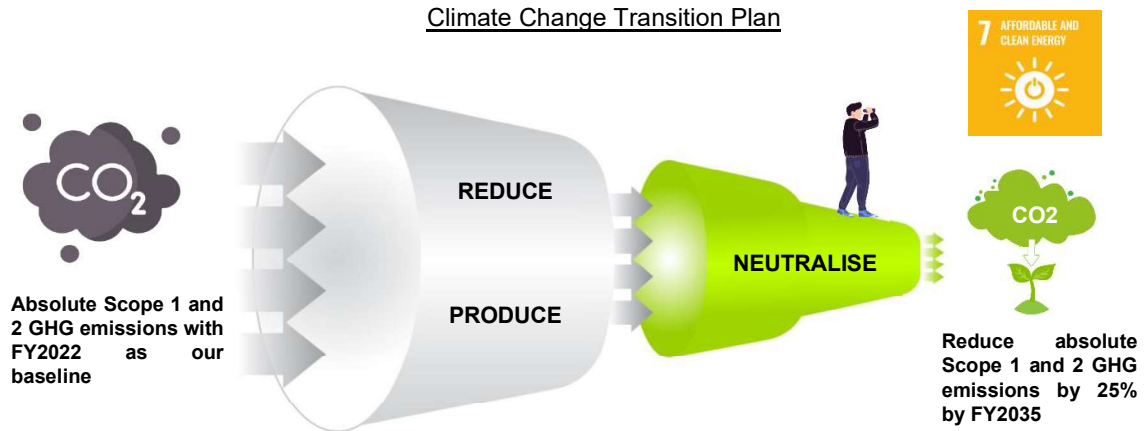 Climate Change Transition Plan
7 AFFORDABLE AND
CLEAN ENERGY
CO2
REDUCE
PRODUCE
NEUTRALISE
CO2
Absolute Scope 1 and
2 GHG emissions with
FY2022 as our
baseline
Reduce absolute
Scope 1 and 2 GHG
emissions by 25%
by FY2035